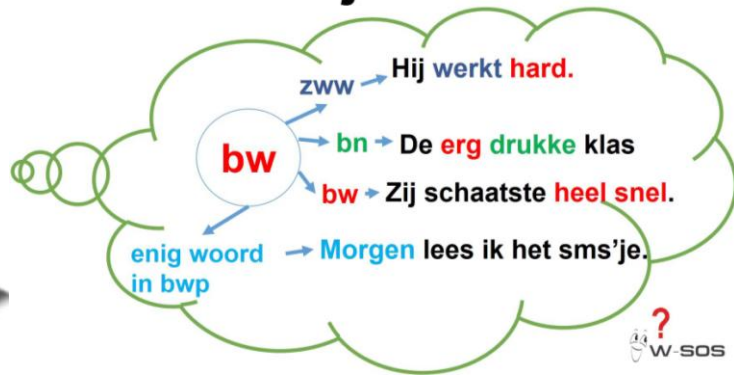 zww Hij werkt hard.
bw
bn De erg drukke klas
bw Zij schaatste heel snel.
enig woord
in bwp
Morgen lees ik het sms'je.
?
W-SOS